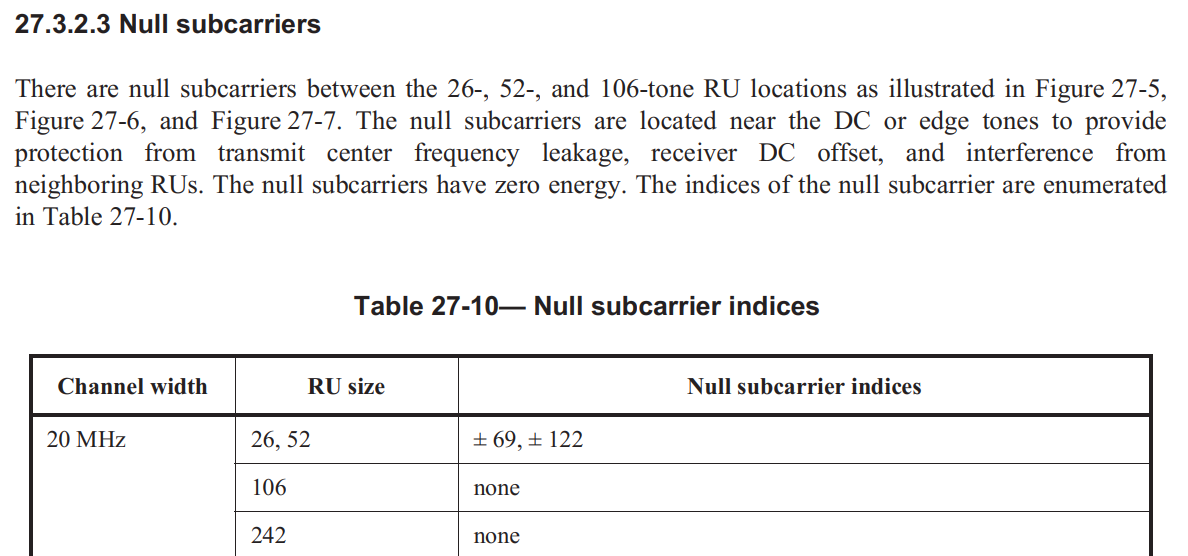 27.3.2.3 Null subcarriers
There are null subcarriers between the 26-, 52-, and 106-tone RU locations as illustrated in Figure 27-5,
Figure 27-6, and Figure 27-7. The null subcarriers are located near the DC or edge tones to provide
protection from transmit center frequency leakage, receiver DC offset, and interference from
neighboring RUs. The null subcarriers have zero energy. The indices of the null subcarrier are enumerated
in Table 27-10.
Table 27-10— Null subcarrier indices
Channel width RU size Null subcarrier indices
20 MHz 26, 52 ± 69, ± 122
106 none
242 none